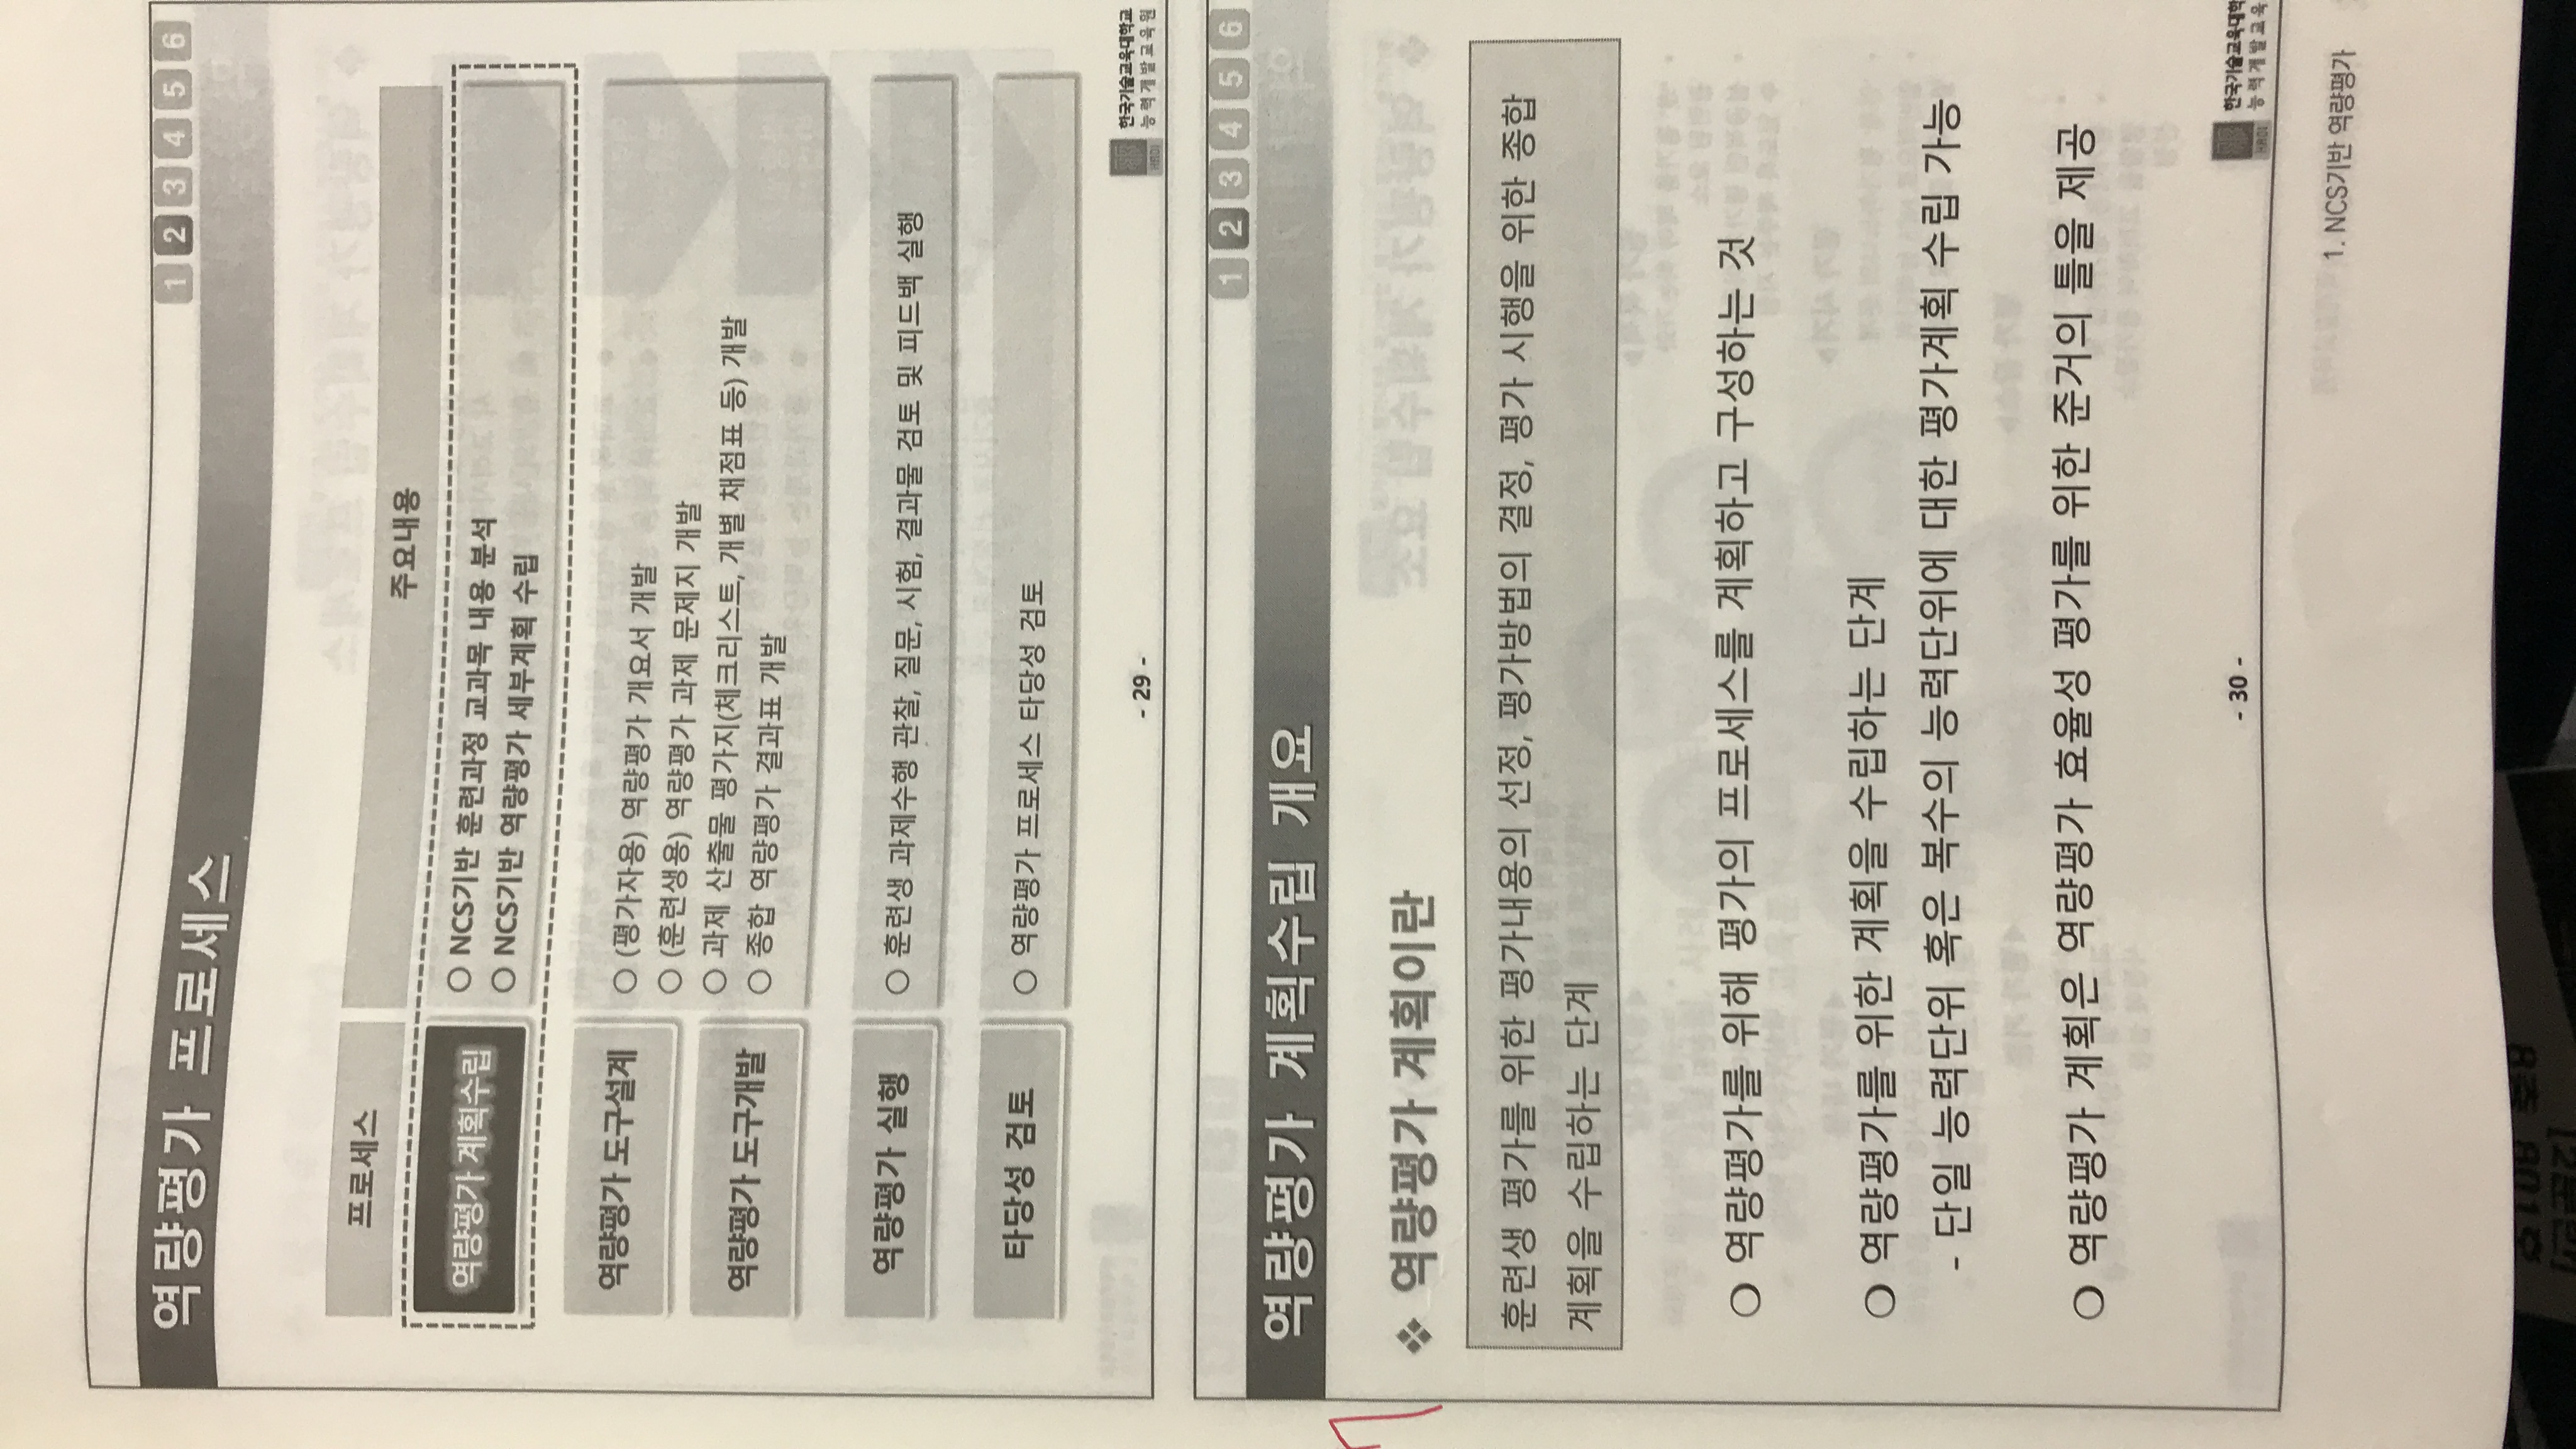 역량평가 프로세스
1 2 3 4 5 6
프로세스
주요내용
역량평가 계획수립
○ NCS기반 훈련과정 교과목 내용 분석
○ NCS기반 역량평가 세부계획 수립
역량평가 도구설계
역량평가 도구개발
○ (평가자용) 역량평가 개요서 개발
○ (훈련생용) 역량평가 과제 문제지 개발
○ 과제 산출물 평가지(체크리스트, 개별 채점표 등) 개발
○ 종합 역량평가 결과표 개발
역량평가 실행
○ 훈련생 과제수행 관찰, 질문, 시험, 결과물 검토 및 피드백 실행
타당성 검토
○ 역량평가 프로세스 타당성 검토
- 29 -
한국기술교육대학교
능력개발교육원
1 2 3 4 5 6
역량평가 계획수립 개요
❖ 역량평가 계획이란
훈련생 평가를 위한 평가내용의 선정, 평가방법의 결정, 평가 시행을 위한 종합
계획을 수립하는 단계
○ 역량평가를 위해 평가의 프로세스를 계획하고 구성하는 것
○ 역량평가를 위한 계획을 수립하는 단계
- 단일 능력단위 혹은 복수의 능력단위에 대한 평가계획 수립 가능
○ 역량평가 계획은 역량평가 효율성 평가를 위한 준거의 틀을 제공
- 30 -
한국기술교육대학
능력개발교육
1. NCS기반 역량평가
8층 801호